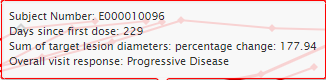 Subject Number: E000010096
Days since first dose: 229
Sum of target lesion diameters: percentage change: 177.94
Overall visit response: Progressive Disease